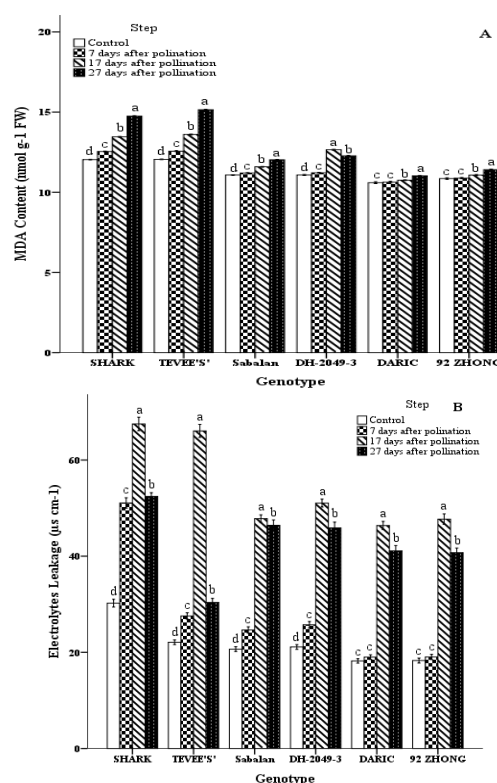 Step
A
Control
7 days after polination
17 days after pollination
27 days after pollination
20
15
10
5
0
MDA Content (nmol g-1 FW)
d c b a
d c b a
d c b a
d c a b
c c b a
c c b a
SHARK TEVEE'S' Sabalan DH-2049-3 DARIC 92 ZHONG
Genotype
Step
B
Control
7 days after pollination
17 days after pollination
27 days after pollination
60
40
20
0
Electrolytes Leakage (µs cm-1)
d c a b
d c a b
d c a b
d c a b
c c a b
c c a b
SHARK TEVEE'S' Sabalan DH-2049-3 DARIC 92 ZHONG
Genotype